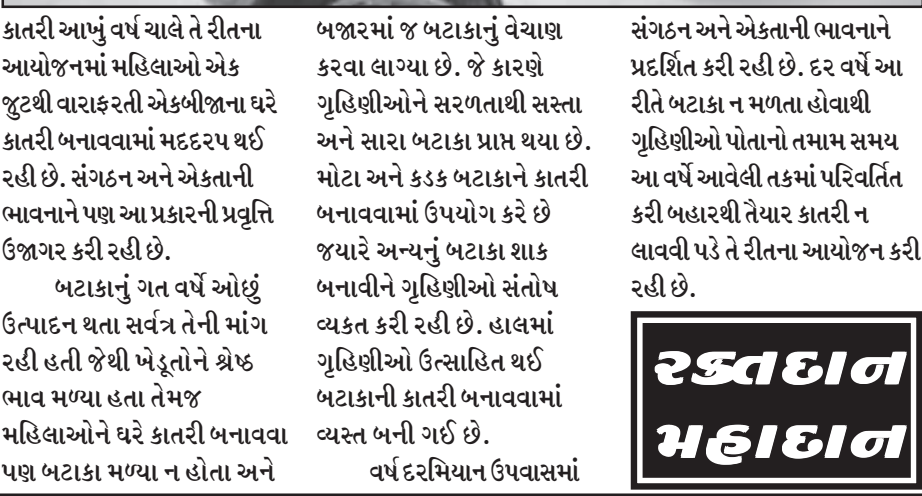 કાતરી આખું વર્ષ ચાલે તે રીતના
આયોજનમાં મહિલાઓ એક
જુટથી વારાફરતી એકબીજાના ઘરે
કાતરી બનાવવામાં મદદરૂપ થઈ
રહી છે. સંગઠન અને એકતાની
ભાવનાને પણ આ પ્રકારની પ્રવૃત્તિ
ઉજાગર કરી રહી છે.
બટાકાનું ગત વર્ષે ઓછું
ઉત્પાદન થતા સર્વત્ર તેની માંગ
રહી હતી જેથી ખેડૂતોને શ્રેષ્ઠ
ભાવ મળ્યા હતા તેમજ
મહિલાઓને ઘરે કાતરી બનાવવા
પણ બટાકા મળ્યા ન હોતા અને
બજારમાં જ બટાકાનું વેચાણ
કરવા લાગ્યા છે. જે કારણે
ગૃહિણીઓને સરળતાથી સસ્તા
અને સારા બટાકા પ્રાપ્ત થયા છે.
મોટા અને કડક બટાકાને કાતરી
બનાવવામાં ઉપયોગ કરે છે
જયારે અન્યનું બટાકા શાક
બનાવીને ગૃહિણીઓ સંતોષ
વ્યકત કરી રહી છે. હાલમાં
ગૃહિણીઓ ઉત્સાહિત થઈ
બટાકાની કાતરી બનાવવામાં
વ્યસ્ત બની ગઈ છે.
વર્ષ દરમિયાન ઉપવાસમાં
સંગઠન અને એકતાની ભાવનાને
પ્રદર્શિત કરી રહી છે. દર વર્ષે આ
રીતે બટાકા ન મળતા હોવાથી
ગૃહિણીઓ પોતાનો તમામ સમય
આ વર્ષે આવેલી તકમાં પરિવર્તિત
કરી બહારથી તૈયાર કાતરી ન
લાવવી પડે તે રીતના આયોજન કરી
રહી છે.
રક્તદાન
મહાદાન